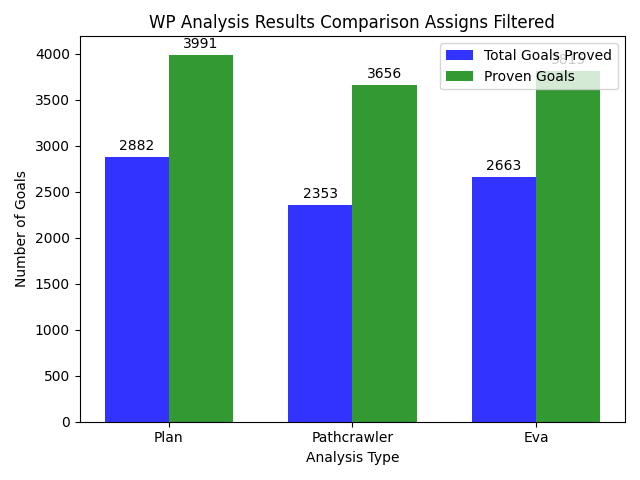 WP Analysis Results Comparison Assigns Filtered
Total Goals Proved
Proven Goals
4000
3500
3000
2500
2000
1500
1000
500
0
Number of Goals
2882
3991
2353
3656
2663
Plan
Pathcrawler
Eva
Analysis Type